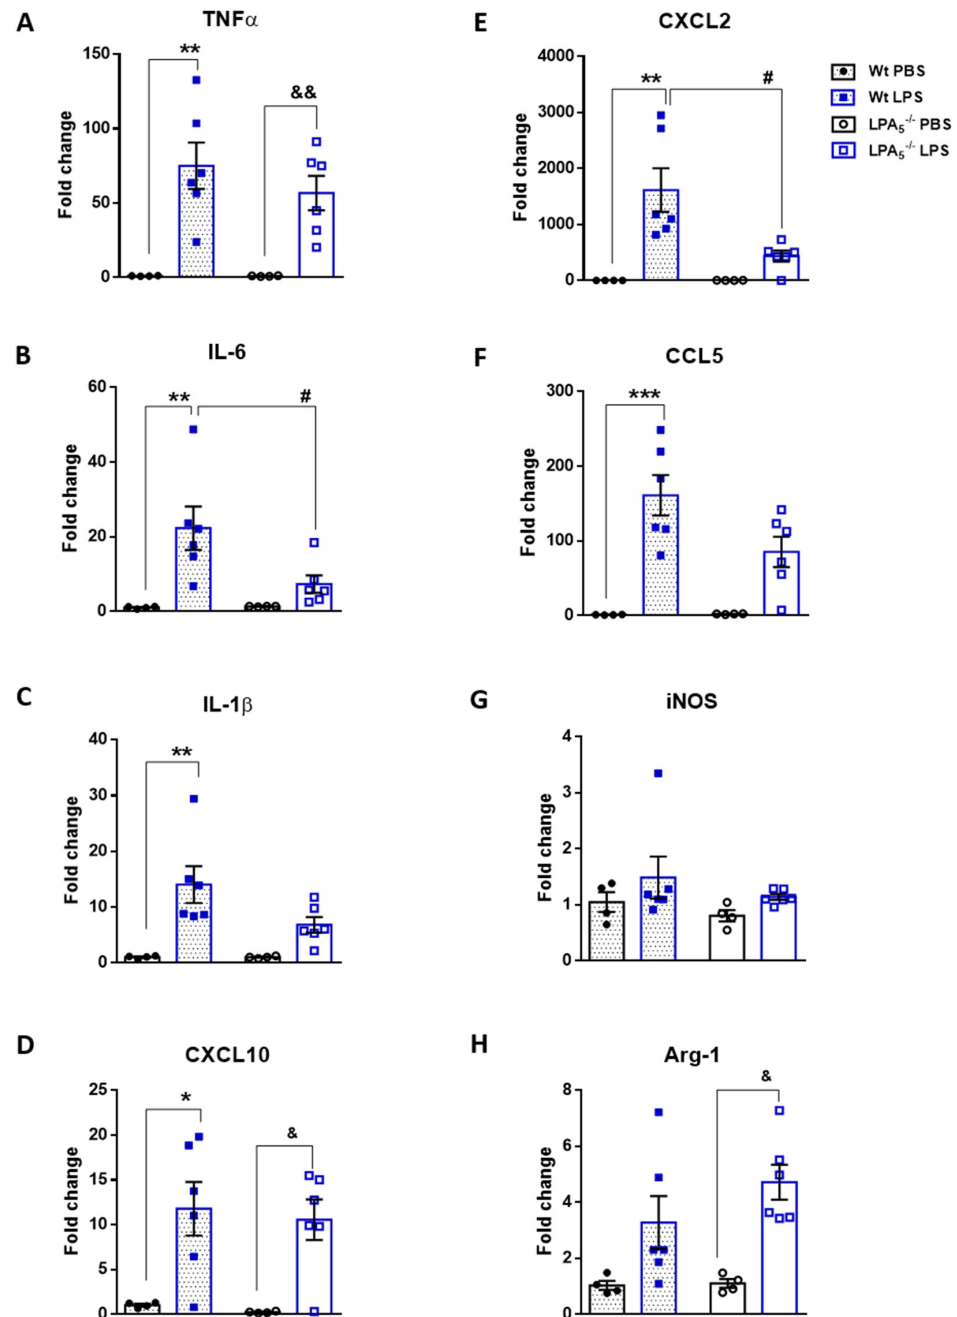 A
TNFα
150
100
50
0
Fold change
**
&&
E
CXCL2
4000
3000
2000
1000
0
Fold change
**
#
Wt PBS
Wt LPS
LPA₅⁻/⁻ PBS
LPA₅⁻/⁻ LPS
B
IL-6
60
40
20
0
Fold change
**
#
F
CCL5
300
200
100
0
Fold change
***
C
IL-1β
40
30
20
10
0
Fold change
**
G
iNOS
4
3
2
1
0
Fold change
D
CXCL10
25
20
15
10
5
0
Fold change
*
&
H
Arg-1
8
6
4
2
0
Fold change
&